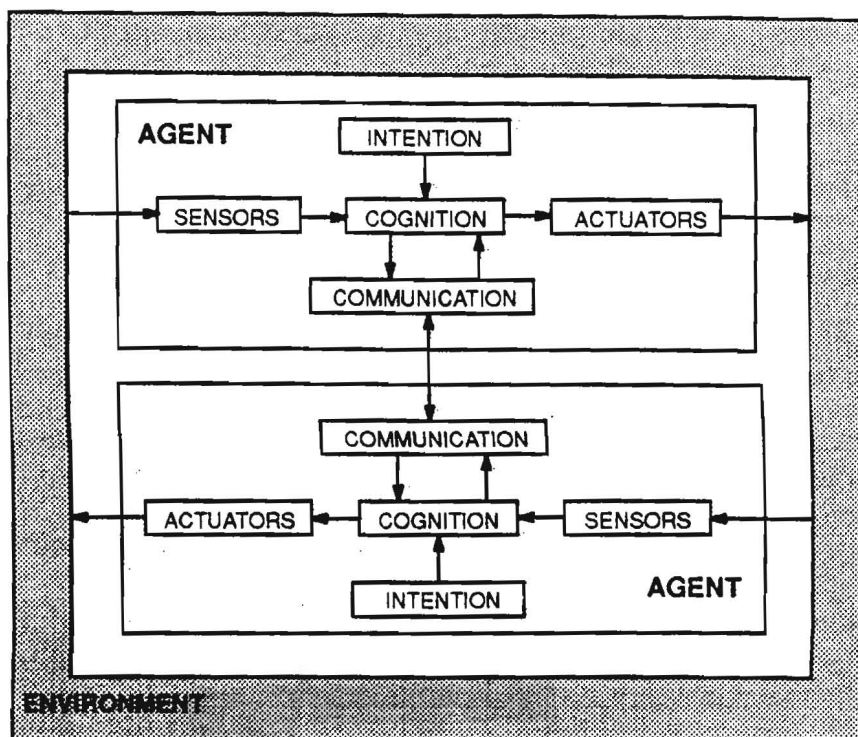 AGENT
INTENTION
SENSORS
COGNITION
ACTUATORS
COMMUNICATION
COMMUNICATION
ACTUATORS
COGNITION
SENSORS
INTENTION
AGENT
ENVIRONMENT